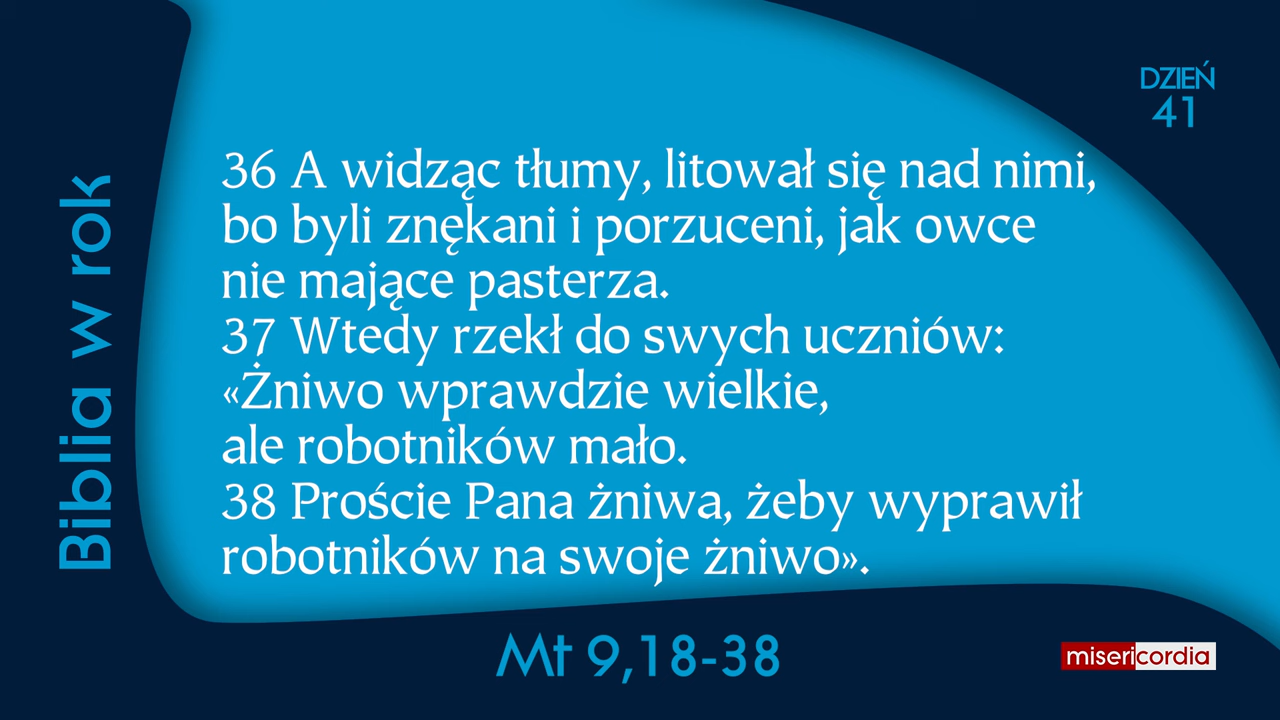 DZIEŃ
41
36 A widząc tłumy, litował się nad nimi,
bo byli znękani i porzuceni, jak owce
nie mające pasterza.
37 Wtedy rzekł do swych uczniów:
«Żniwo wprawdzie wielkie,
ale robotników mało.
38 Proście Pana żniwa, żeby wyprawił
robotników na swoje żniwo».
Biblia w rok
Mt 9,18-38
misericordia